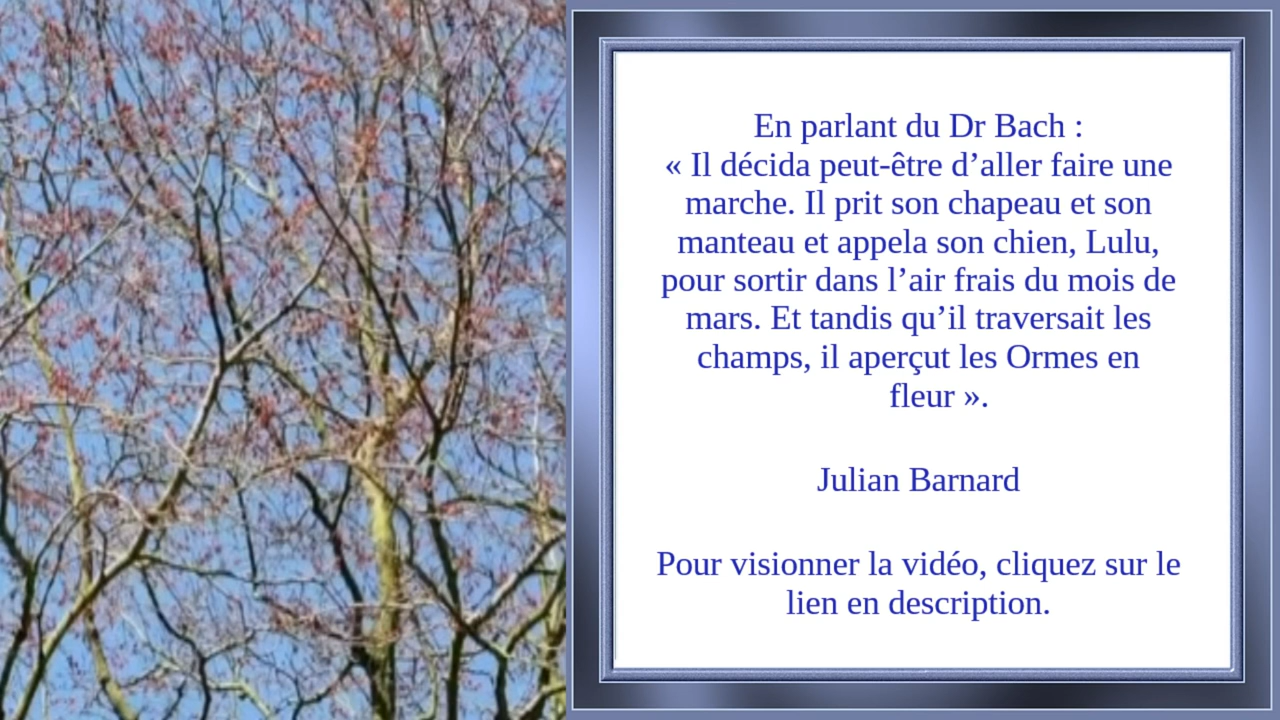 En parlant du Dr Bach :
« Il décida peut-être d’aller faire une
marche. Il prit son chapeau et son
manteau et appela son chien, Lulu,
pour sortir dans l’air frais du mois de
mars. Et tandis qu’il traversait les
champs, il aperçut les Ormes en
fleur ».
Julian Barnard
Pour visionner la vidéo, cliquez sur le
lien en description.